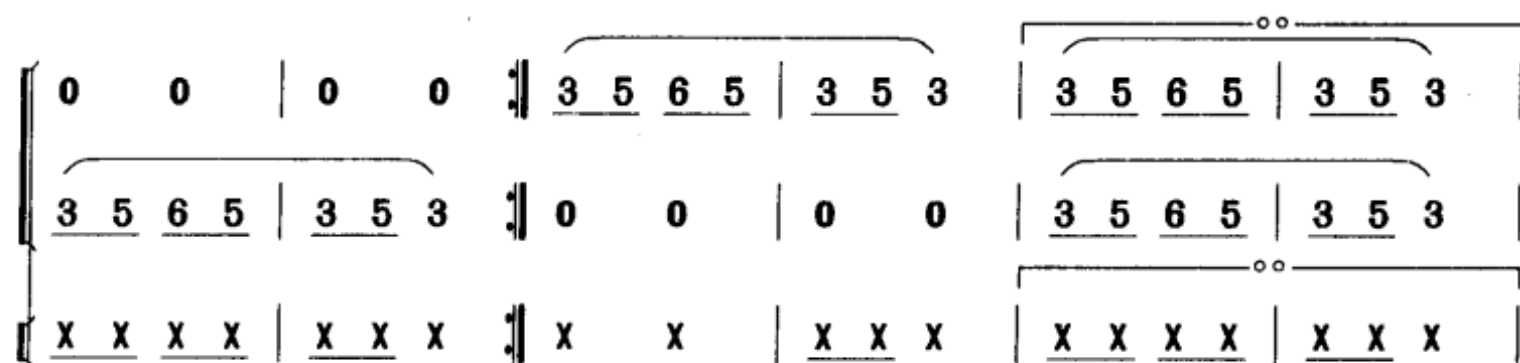 0 0 | 0 0 :‖ 3 5 6 5 | 3 5 3 | 3 5 6 5 | 3 5 3 |
3 5 6 5 | 3 5 3 :‖ 0 0 | 0 0 | 3 5 6 5 | 3 5 3 |
X X X X | X X X :‖ X X | X X X | X X X X | X X X |